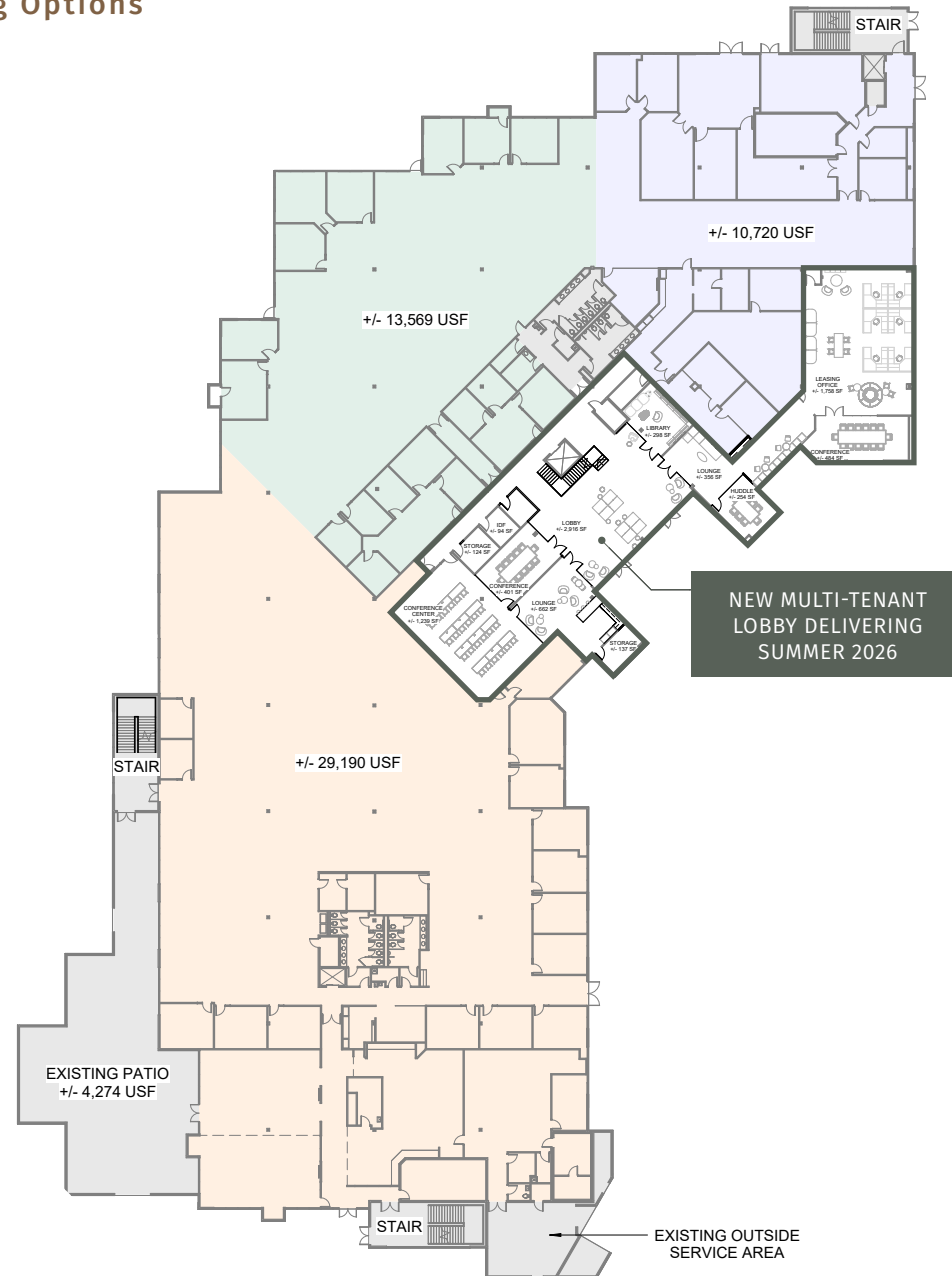 g Options
STAIR
+/- 10,720 USF
+/- 13,569 USF
LEASING
OFFICE
+/- 1,758 SF
CONFERENCE
+/- 484 SF
LIBRARY
+/- 298 SF
LOUNGE
+/- 356 SF
HUDDLE
+/- 254 SF
LOBBY
+/- 2,916 SF
IDF
+/- 94 SF
STORAGE
+/- 124 SF
CONFERENCE
+/- 401 SF
LOUNGE
+/- 662 SF
CONFERENCE
CENTER
+/- 1,239 SF
STORAGE
+/- 137 SF
NEW MULTI-TENANT
LOBBY DELIVERING
SUMMER 2026
STAIR
+/- 29,190 USF
EXISTING PATIO
+/- 4,274 USF
STAIR
EXISTING OUTSIDE
SERVICE AREA